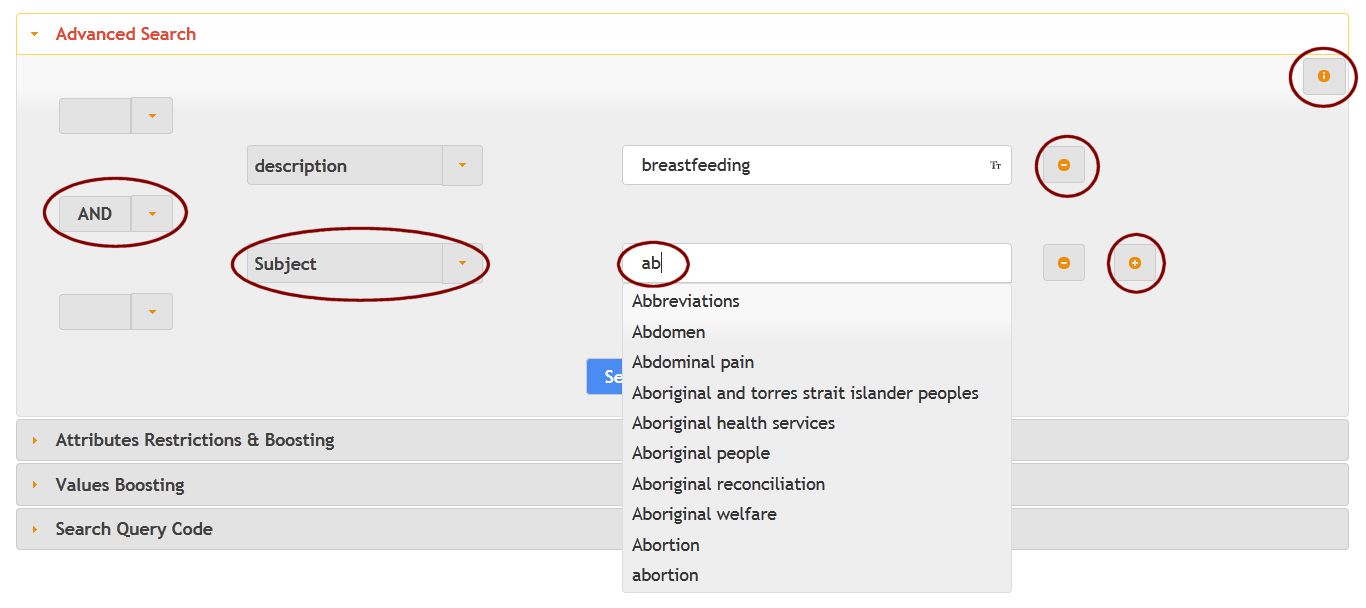 Advanced Search
description breastfeeding Tт
AND
Subject ab
Abbreviations
Abdomen
Abdominal pain
Se
Aboriginal and torres strait islander peoples
Aboriginal health services
Attributes Restrictions & Boosting
Aboriginal people
Aboriginal reconciliation
Values Boosting
Aboriginal welfare
Search Query Code
Abortion
abortion